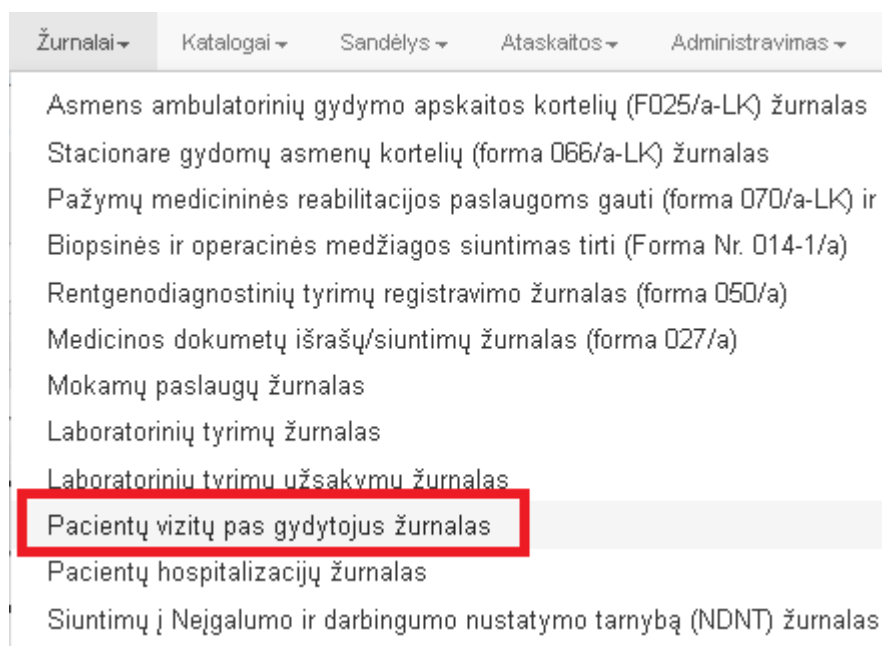 Žurnalai Katalogai Sandėlys Ataskaitos Administravimas
Asmens ambulatorinių gydymo apskaitos kortelių (F025/a-LK) žurnalas
Stacionare gydomų asmenų kortelių (forma 066/a-LK) žurnalas
Pažymų medicininės reabilitacijos paslaugoms gauti (forma 070/a-LK) ir
Biopsinės ir operacinės medžiagos siuntimas tirti (Forma Nr. 014-1/a)
Rentgenodiagnostinių tyrimų registravimo žurnalas (forma 050/a)
Medicinos dokumetų išrašų/siuntimų žurnalas (forma 027/a)
Mokamų paslaugų žurnalas
Laboratorinių tyrimų žurnalas
Laboratorinių tyrimų užsakymų žurnalas
Pacientų vizitų pas gydytojus žurnalas
Pacientų hospitalizacijų žurnalas
Siuntimų į Neįgalumo ir darbingumo nustatymo tarnybą (NDNT) žurnalas